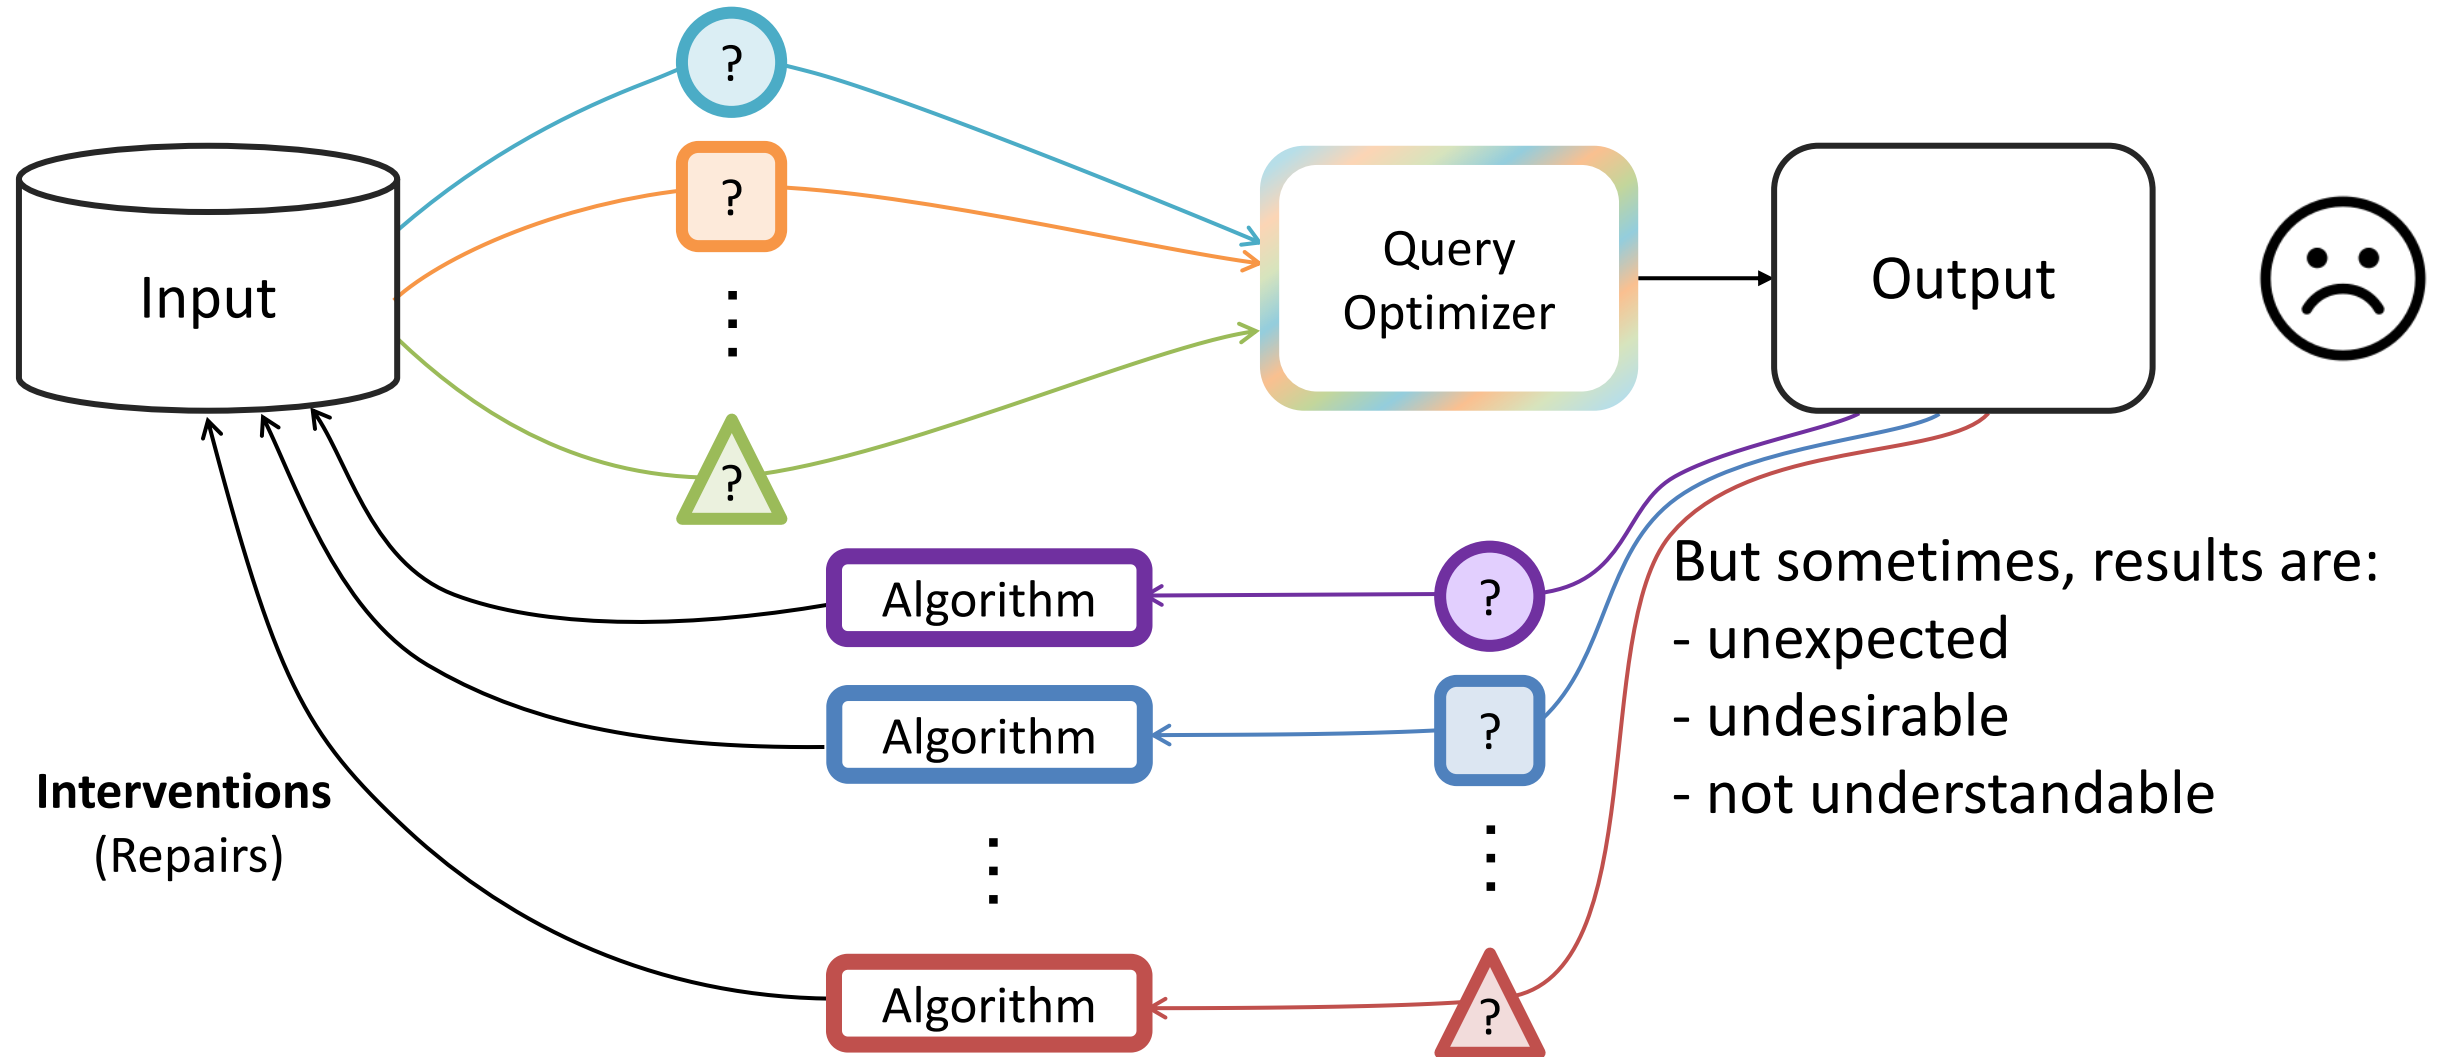 ?
?
Input
Query
Optimizer
Output
?
Algorithm
?
But sometimes, results are:
- unexpected
Algorithm
?
- undesirable
- not understandable
Interventions
(Repairs)
Algorithm
?